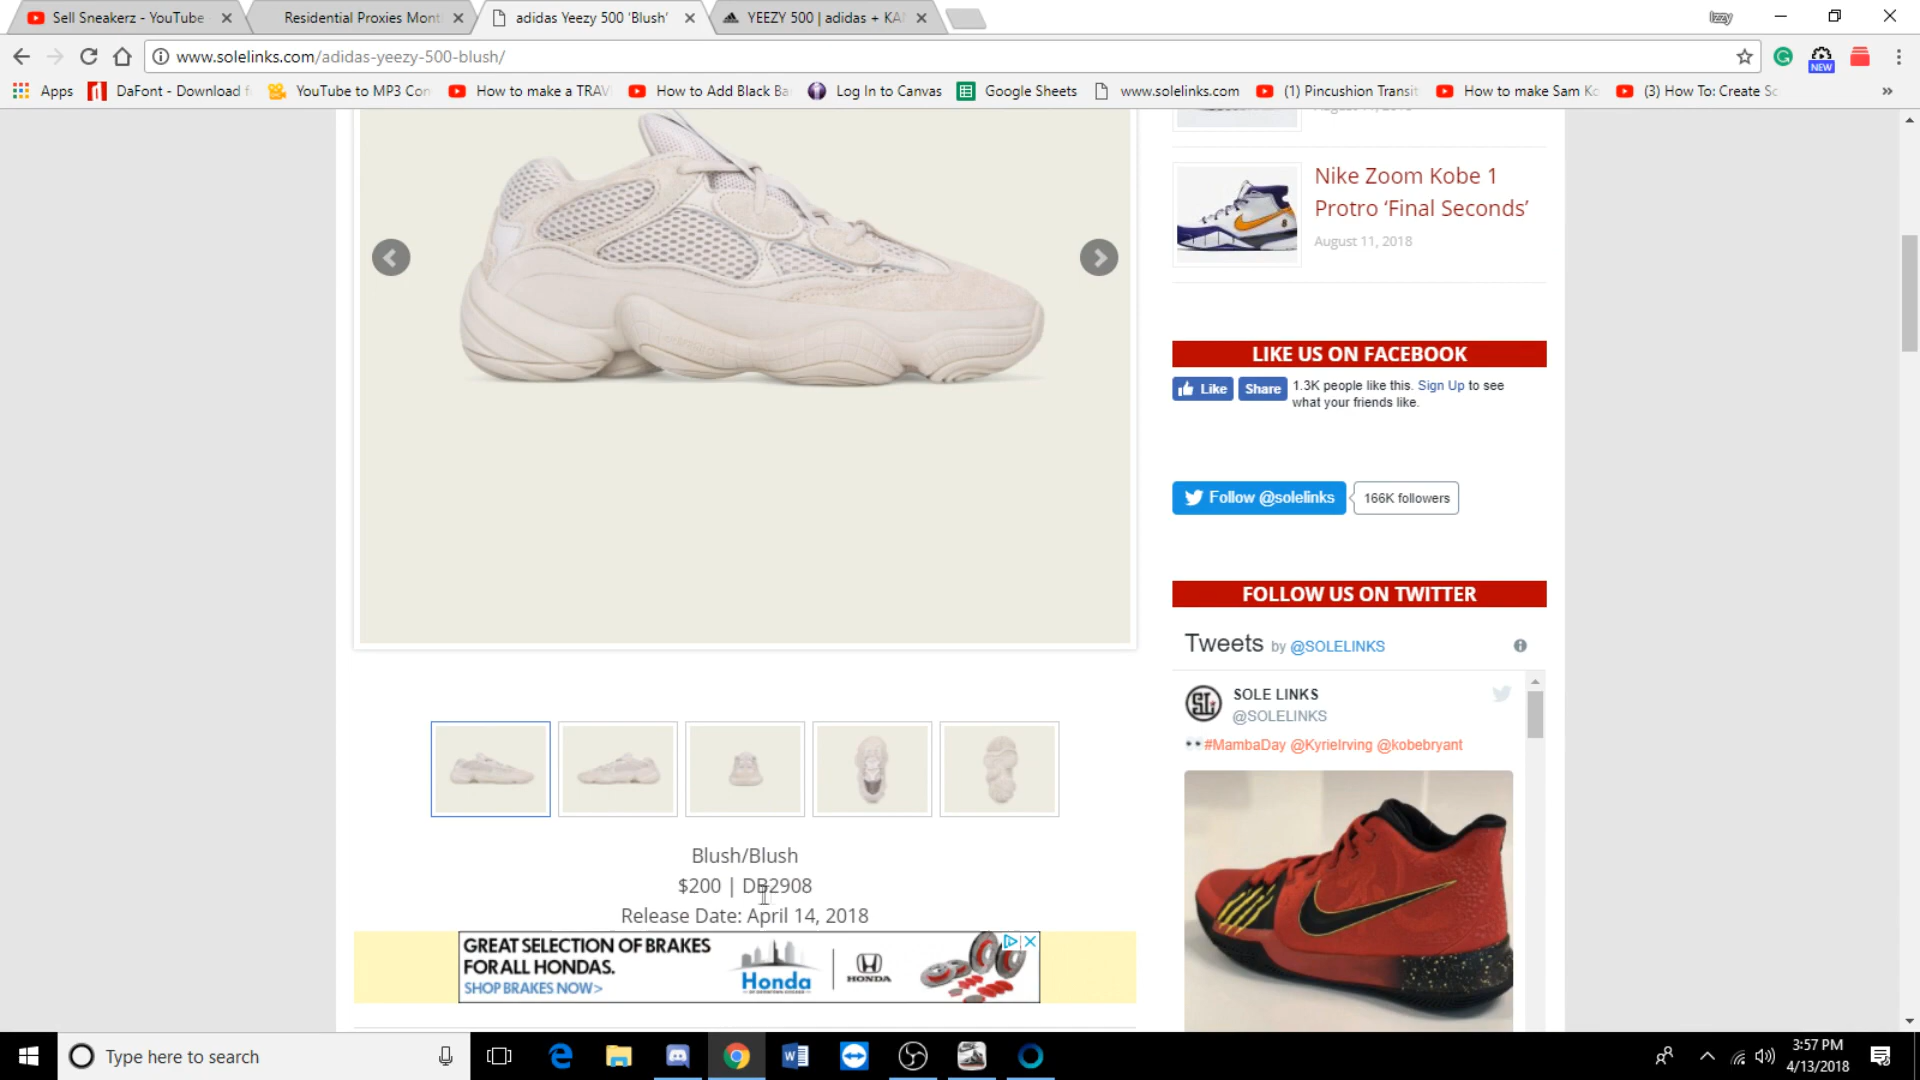 Sell Sneakerz - YouTube
Residential Proxies Mont
adidas Yeezy 500 'Blush'
YEEZY 500 | adidas + KA
Izzy
www.solelinks.com/adidas-yeezy-500-blush/
NEW
Apps
DaFont - Download f
YouTube to MP3 Con
How to make a TRAV
How to Add Black Ba
Log In to Canvas
Google Sheets
www.solelinks.com
(1) Pincushion Transit
How to make Sam Ko
(3) How To: Create Sc
»
August 11, 2018
Nike Zoom Kobe 1
Protro ‘Final Seconds’
August 11, 2018
LIKE US ON FACEBOOK
Like
Share
1.3K people like this. Sign Up to see
what your friends like.
Follow @solelinks
166K followers
FOLLOW US ON TWITTER
Tweets by @SOLELINKS
SOLE LINKS
@SOLELINKS
#MambaDay @KyrieIrving @kobebryant
Blush/Blush
$200 | DB2908
Release Date: April 14, 2018
GREAT SELECTION OF BRAKES
FOR ALL HONDAS.
SHOP BRAKES NOW>
Honda
HONDA
Type here to search
3:57 PM
4/13/2018